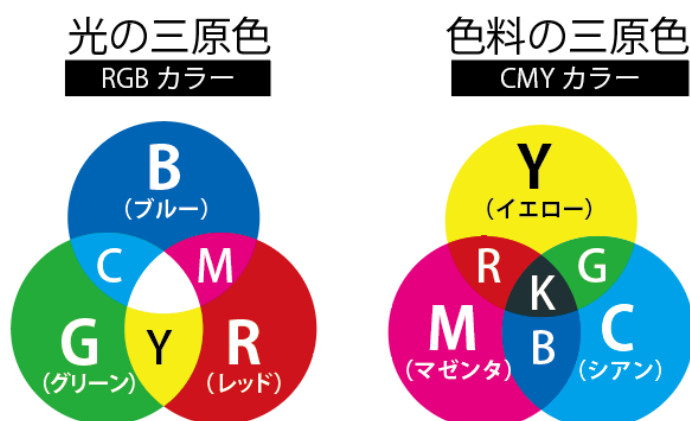 光の三原色
RGB カラー
B
(ブルー)
C
M
G
(グリーン)
Y
R
(レッド)
色料の三原色
CMY カラー
Y
(イエロー)
R
G
K
M
(マゼンタ)
B
C
(シアン)